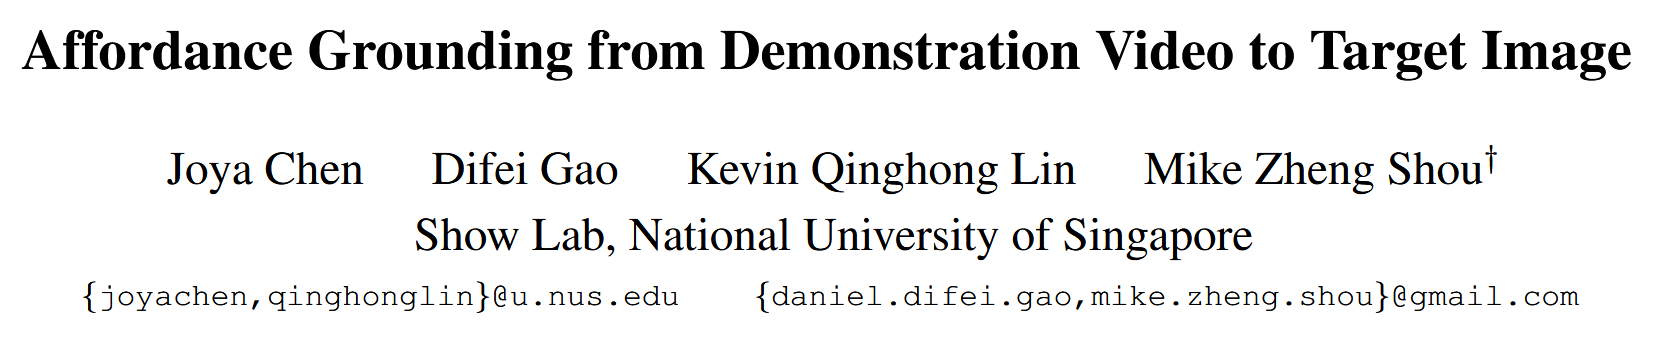 Affordance Grounding from Demonstration Video to Target Image
Joya Chen Difei Gao Kevin Qinghong Lin Mike Zheng Shou†
Show Lab, National University of Singapore
{joyachen,qinghonglin}@u.nus.edu {daniel.difei.gao,mike.zheng.shou}@gmail.com